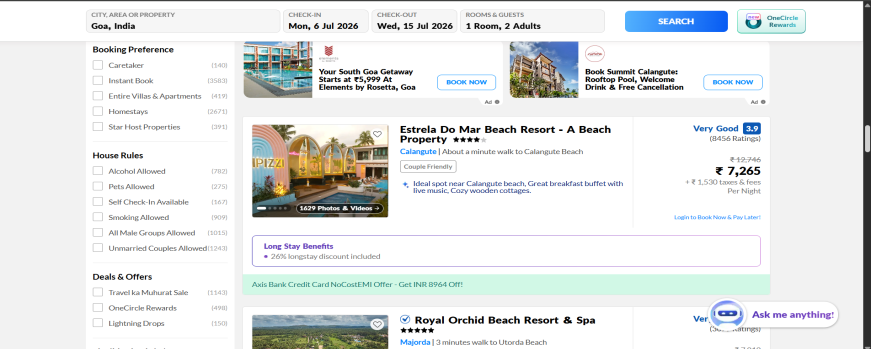 CITY, AREA OR PROPERTY
Goa, India
CHECK-IN
Mon, 6 Jul 2026
CHECK-OUT
Wed, 15 Jul 2026
ROOMS & GUESTS
1 Room, 2 Adults
SEARCH
OneCircle
Rewards
Booking Preference
Caretaker (140)
Instant Book (3583)
Entire Villas & Apartments (419)
Homestays (2671)
Star Host Properties (391)
House Rules
Alcohol Allowed (782)
Pets Allowed (275)
Self Check-In Available (167)
Smoking Allowed (909)
All Male Groups Allowed (1015)
Unmarried Couples Allowed (1243)
Deals & Offers
Travel ka Muhurat Sale (1143)
OneCircle Rewards (498)
Lightning Drops (150)
Your South Goa Getaway
Starts at ₹5,999 At
Elements by Rosetta, Goa
BOOK NOW
Ad
Book Summit Calangute:
Rooftop Pool, Welcome
Drink & Free Cancellation
BOOK NOW
Ad
IPIZZI
1629 Photos & Videos
Estrela Do Mar Beach Resort - A Beach
Property
Calangute | About a minute walk to Calangute Beach
Couple Friendly
Ideal spot near Calangute beach, Great breakfast buffet with
live music, Cozy wooden cottages.
Very Good 3.9
(8456 Ratings)
₹ 12,746
₹ 7,265
+ ₹ 1,530 taxes & fees
Per Night
Login to Book Now & Pay Later!
Long Stay Benefits
26% longstay discount included
Axis Bank Credit Card NoCostEMI Offer - Get INR 8964 Off!
Royal Orchid Beach Resort & Spa
Majorda | 3 minutes walk to Utorda Beach
Ratings)
Ask me anything!